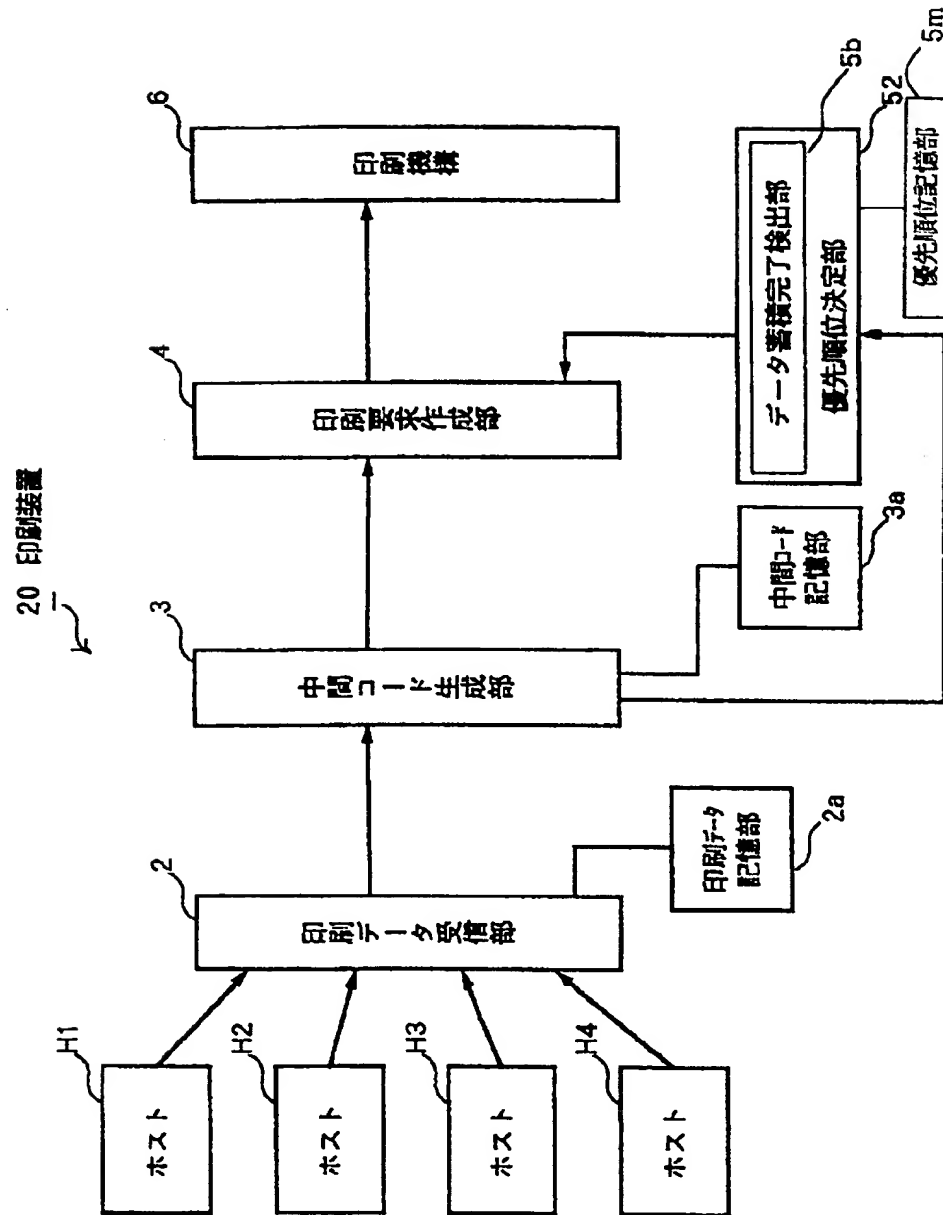 20 印刷装置
H1
ホスト
H2
ホスト
H3
ホスト
H4
ホスト
2
印刷データ受信部
印刷データ
記憶部
2a
3
中間コード生成部
中間コード
記憶部
3a
4
印刷要求作成部
データ蓄積完了検出部
5b
優先順位決定部
52
優先順位記憶部
5m
6
印刷機構